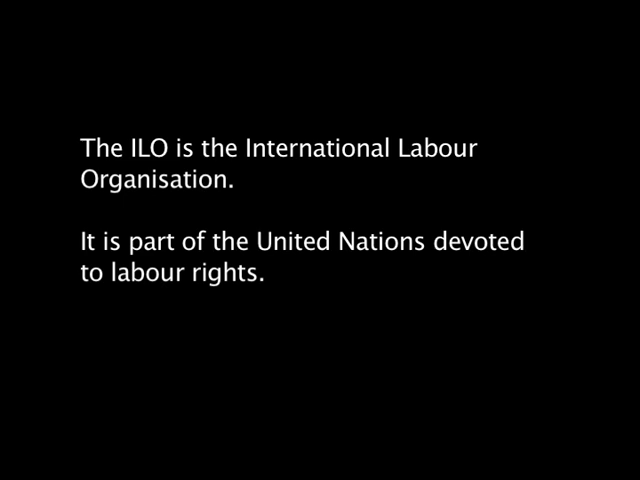 The ILO is the International Labour
Organisation.
It is part of the United Nations devoted
to labour rights.